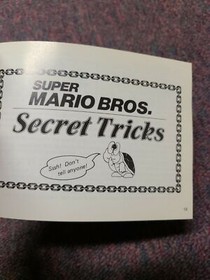 SUPER
MARIO BROS.
Secret Tricks
Ssh! Don't
tell anyone!